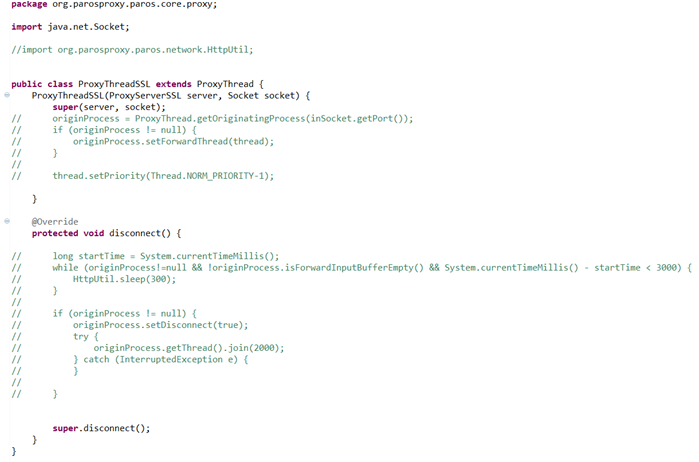 package org.parosproxy.paros.core.proxy;
import java.net.Socket;
//import org.parosproxy.paros.network.HttpUtil;
public class ProxyThreadSSL extends ProxyThread {
    ProxyThreadSSL(ProxyServerSSL server, Socket socket) {
        super(server, socket);
//      originProcess = ProxyThread.getOriginatingProcess(inSocket.getPort());
//      if (originProcess != null) {
//          originProcess.setForwardThread(thread);
//      }
//
//      thread.setPriority(Thread.NORM_PRIORITY-1);
    }
    @Override
    protected void disconnect() {
//      long startTime = System.currentTimeMillis();
//      while (originProcess!=null && !originProcess.isForwardInputBufferEmpty() && System.currentTimeMillis() - startTime < 3000) {
//          HttpUtil.sleep(300);
//      }
//
//      if (originProcess != null) {
//          originProcess.setDisconnect(true);
//          try {
//              originProcess.getThread().join(2000);
//          } catch (InterruptedException e) {
//          }
//
//      }
        super.disconnect();
    }
}